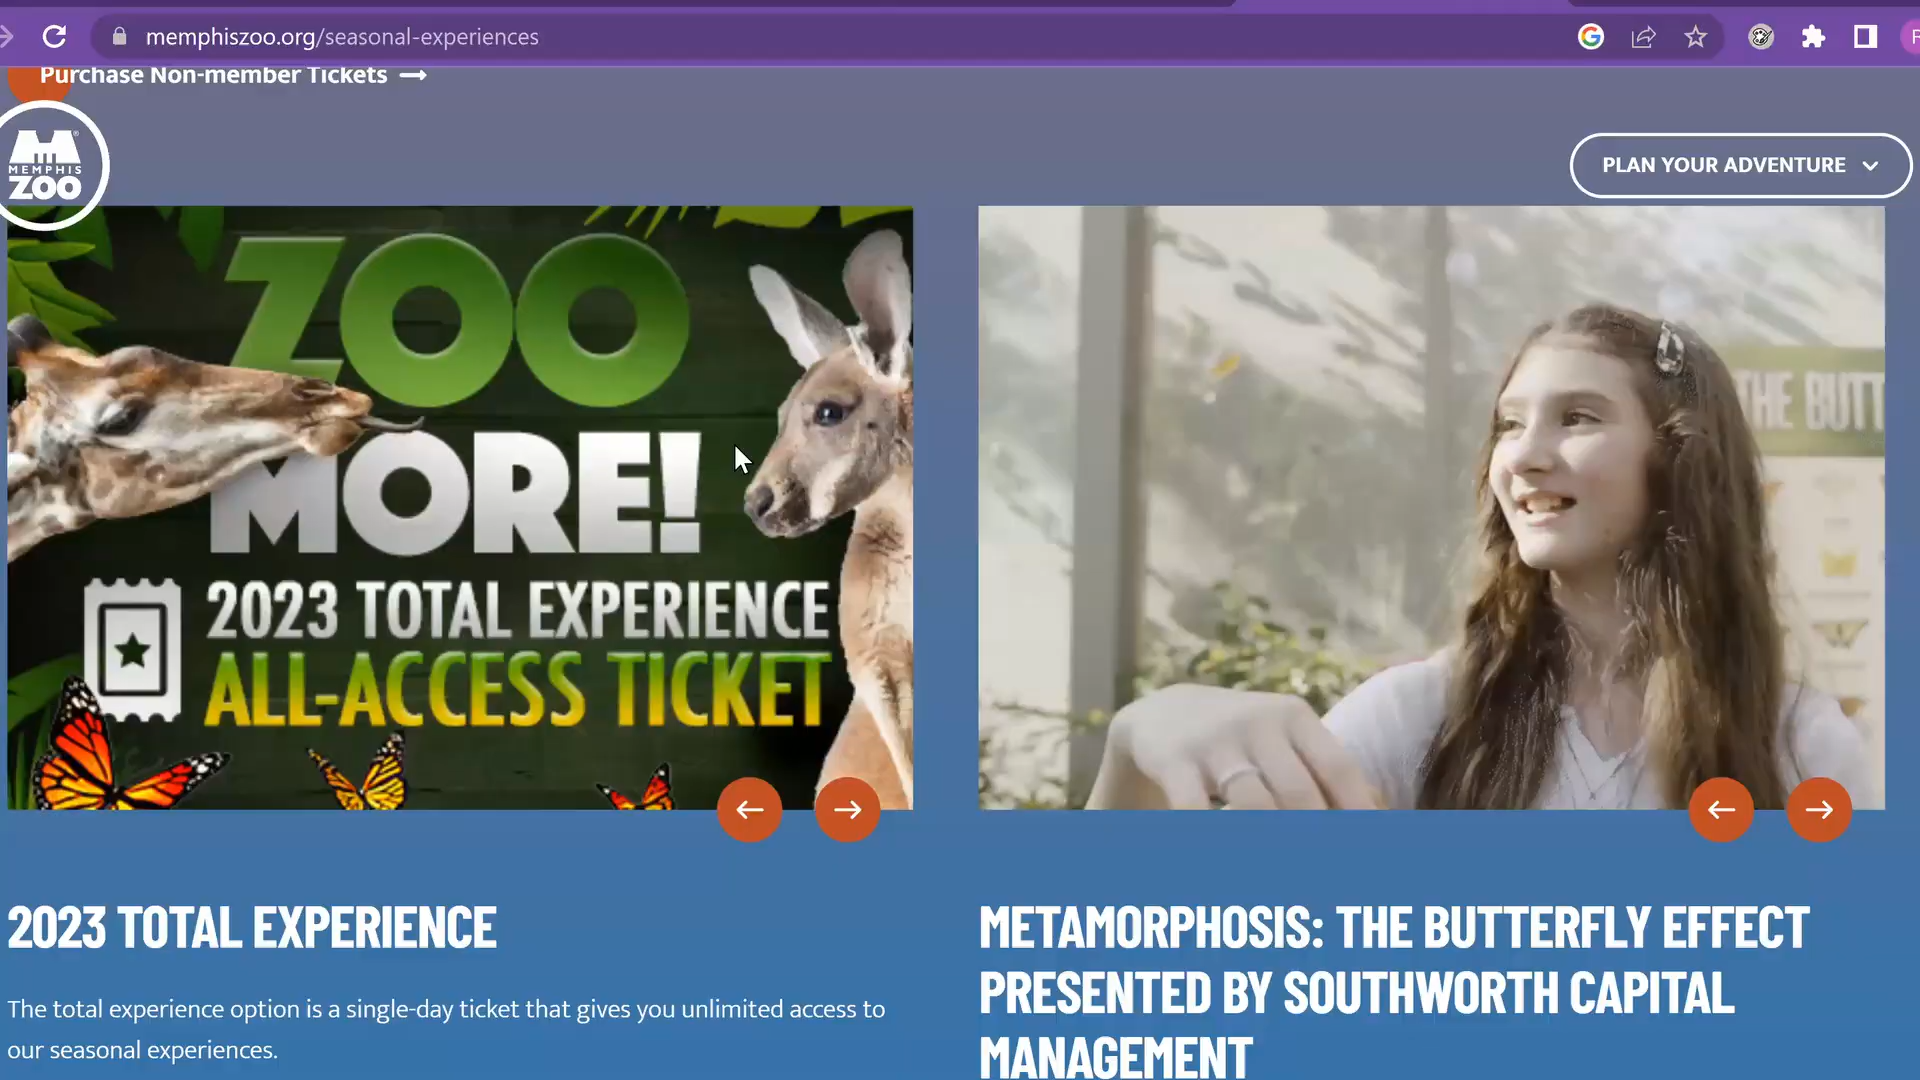 memphiszoo.org/seasonal-experiences
Purchase Non-member Tickets
MEMPHIS
ZOO
PLAN YOUR ADVENTURE
ZOO
MORE!
2023 TOTAL EXPERIENCE
ALL-ACCESS TICKET
THE BUTT
2023 TOTAL EXPERIENCE
The total experience option is a single-day ticket that gives you unlimited access to
our seasonal experiences.
METAMORPHOSIS: THE BUTTERFLY EFFECT
PRESENTED BY SOUTHWORTH CAPITAL
MANAGEMENT